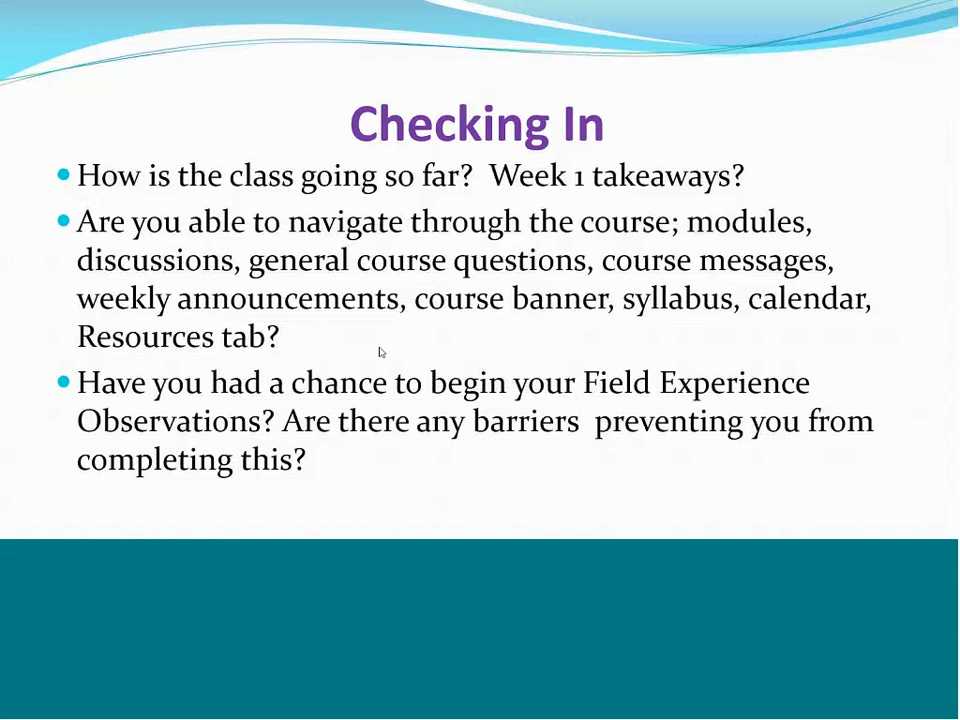 Checking In
• How is the class going so far?  Week 1 takeaways?
• Are you able to navigate through the course; modules,
discussions, general course questions, course messages,
weekly announcements, course banner, syllabus, calendar,
Resources tab?
• Have you had a chance to begin your Field Experience
Observations? Are there any barriers  preventing you from
completing this?